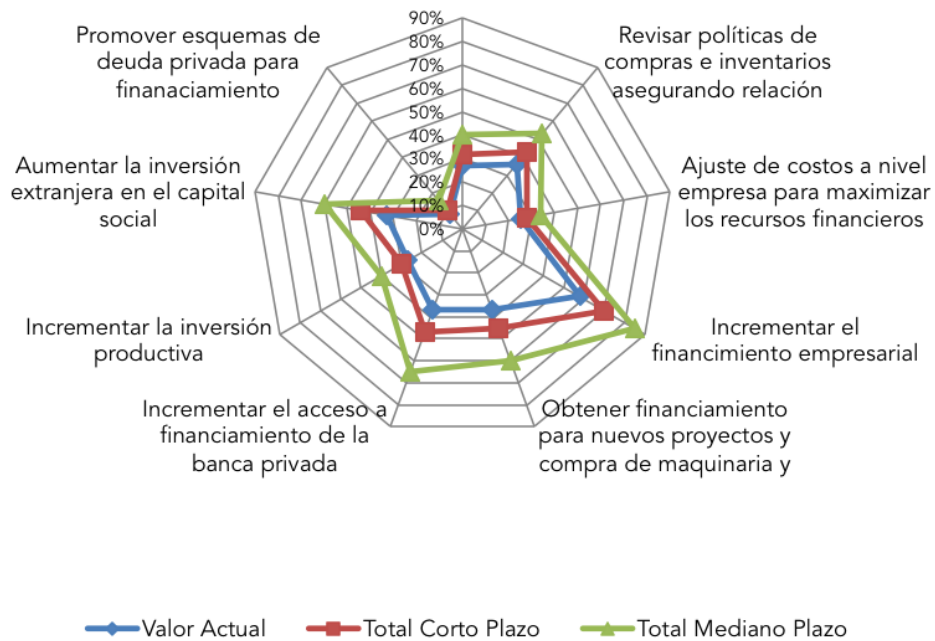 90%
80%
70%
60%
50%
40%
30%
20%
10%
0%
Revisar políticas de
compras e inventarios
asegurando relación
Ajuste de costos a nivel
empresa para maximizar
los recursos financieros
Incrementar el
financimiento empresarial
Obtener financiamiento
para nuevos proyectos y
compra de maquinaria y
Incrementar el acceso a
financiamiento de la
banca privada
Incrementar la inversión
productiva
Aumentar la inversión
extranjera en el capital
social
Promover esquemas de
deuda privada para
finanaciamiento
Valor Actual
Total Corto Plazo
Total Mediano Plazo